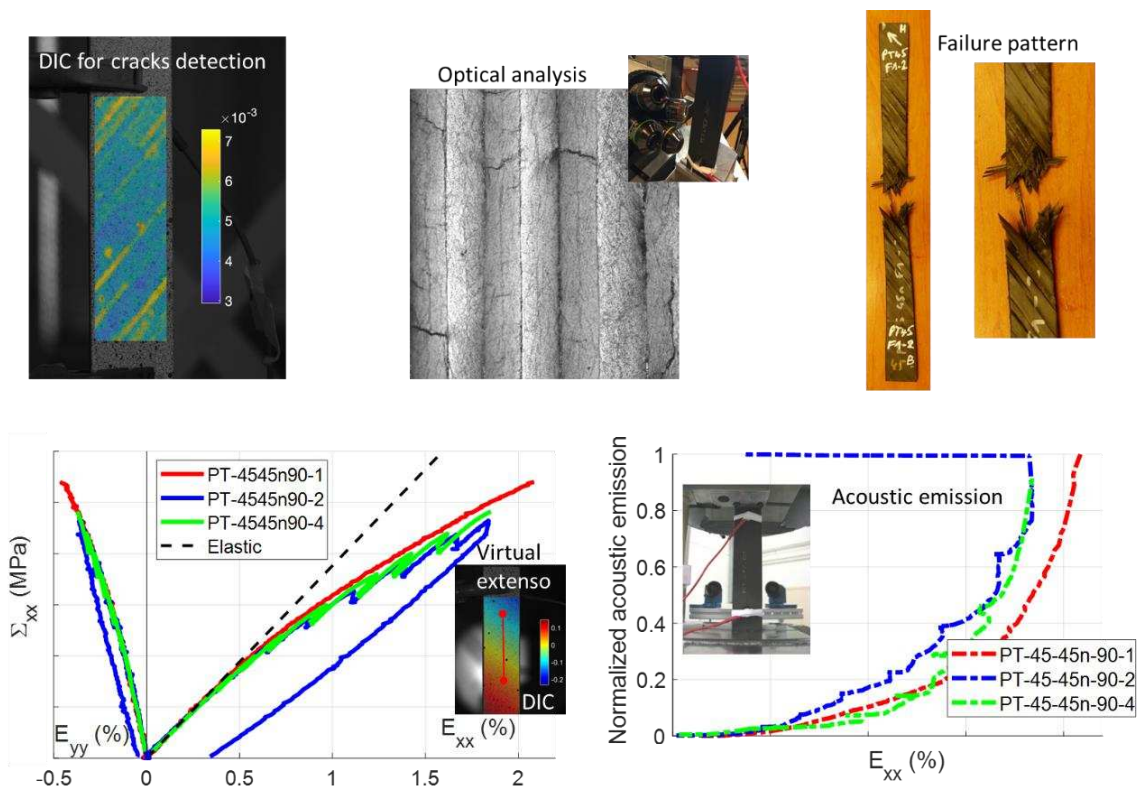 DIC for cracks detection
×10⁻³
7
6
5
4
3
Optical analysis
Failure pattern
H
PT45
F1-2
PT45
F1-2
B
PT-4545n90-1
PT-4545n90-2
PT-4545n90-4
Elastic
Virtual
extenso
0.1
0
-0.1
-0.2
DIC
Σxx (MPa)
Eyy (%)
Exx (%)
-0.5
0
0.5
1
1.5
2
Normalized acoustic emission
1
0.8
0.6
0.4
0.2
0
Acoustic emission
PT-45-45n-90-1
PT-45-45n-90-2
PT-45-45n-90-4
Exx (%)